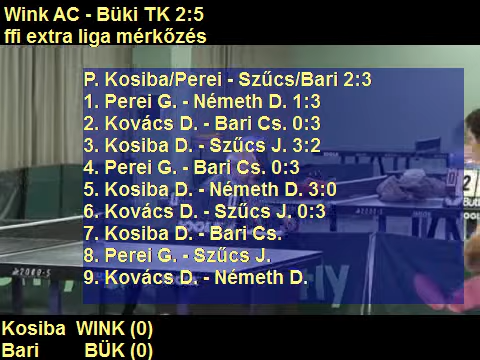 Wink AC - Büki TK 2:5
ffi extra liga mérkőzés
P. Kosiba/Perei - Szűcs/Bari 2:3
1. Perei G. - Németh D. 1:3
2. Kovács D. - Bari Cs. 0:3
3. Kosiba D. - Szűcs J. 3:2
4. Perei G. - Bari Cs. 0:3
5. Kosiba D. - Németh D. 3:0
6. Kovács D. - Szűcs J. 0:3
7. Kosiba D. - Bari Cs.
8. Perei G. - Szűcs J.
9. Kovács D. - Németh D.
2
Kosiba WINK (0)
Bari BÜK (0)